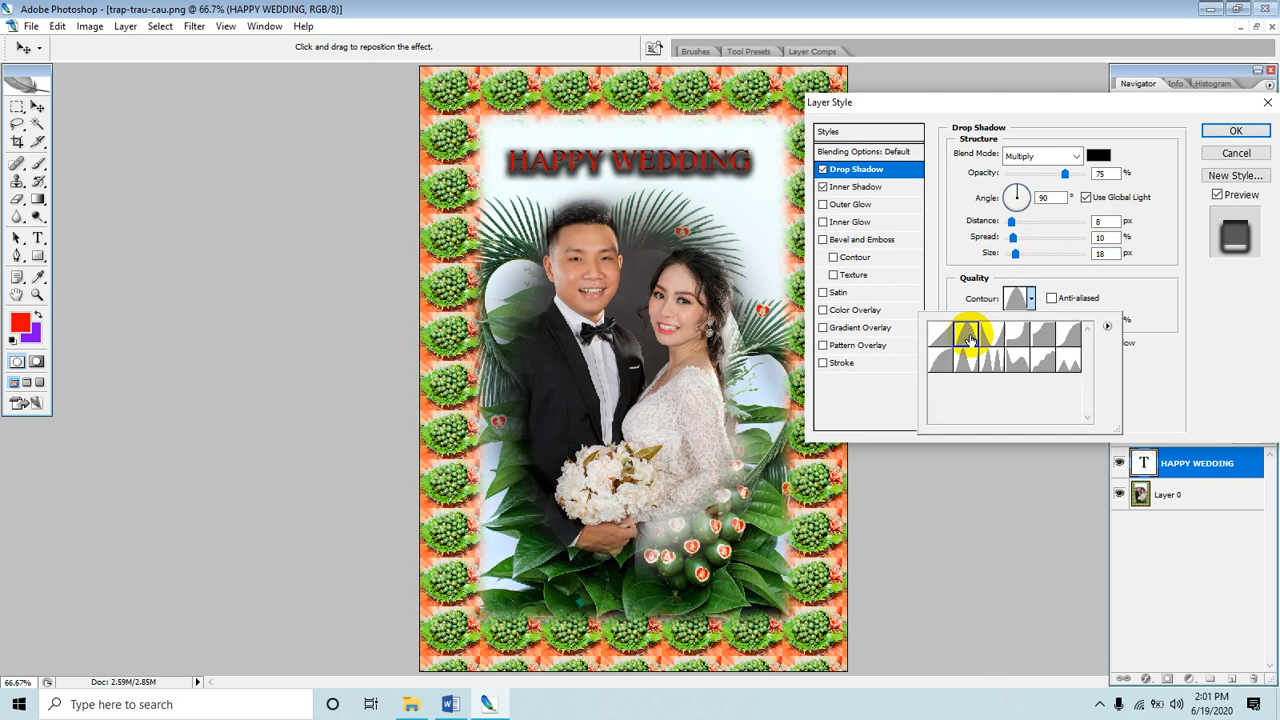 Adobe Photoshop - [trap-trau-cau.png @ 66.7% (HAPPY WEDDING, RGB/8)]
File Edit Image Layer Select Filter View Window Help
Click and drag to reposition the effect.
Brushes Tool Presets Layer Comps
Navigator Info Histogram
Layer Style
Styles
Blending Options: Default
Drop Shadow
Inner Shadow
Outer Glow
Inner Glow
Bevel and Emboss
Contour
Texture
Satin
Color Overlay
Gradient Overlay
Pattern Overlay
Stroke
Drop Shadow
Structure
Blend Mode: Multiply
Opacity: 75 %
Angle: 90 ° Use Global Light
Distance: 8 px
Spread: 10 %
Size: 18 px
Quality
Contour: Anti-aliased
%
OK
Cancel
New Style...
Preview
HAPPY WEDDING
T HAPPY WEDDING
Layer 0
66.67% Doc: 2.59M/2.85M
Type here to search
2:01 PM
6/19/2020